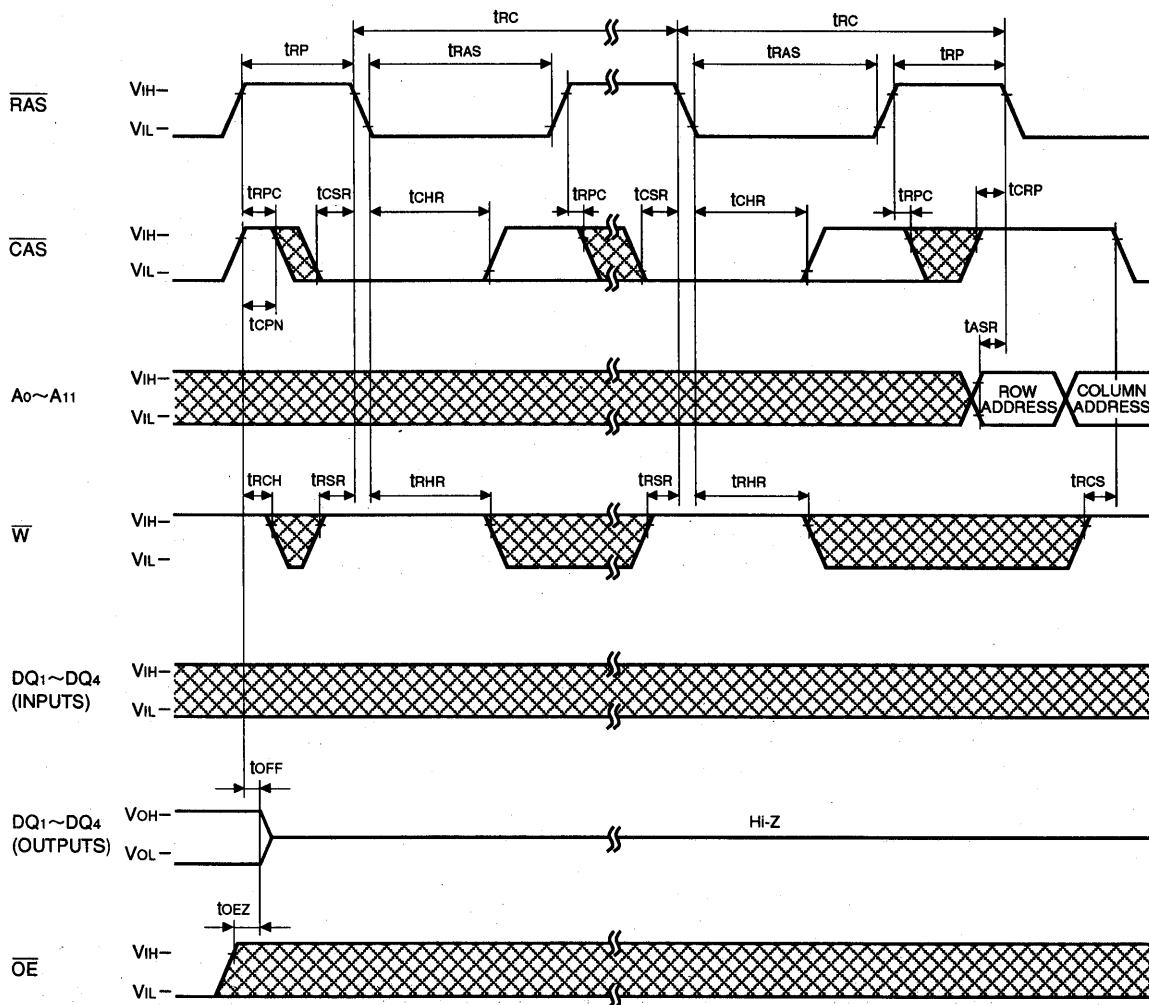 tRC tRC
tRP tRAS tRAS tRP
RAS VIH
VIL
tRPC tCSR tCHR tRPC tCSR tCHR tRPC tCRP
CAS VIH
VIL
tCPN
tASR
A0~A11 VIH
VIL
ROW ADDRESS
COLUMN ADDRESS
tRCH tRSR tRHR tRSR tRHR tRCS
W VIH
VIL
DQ1~DQ4
(INPUTS)
VIH
VIL
tOFF
DQ1~DQ4
(OUTPUTS)
VOH
VOL
Hi-Z
tOEZ
OE VIH
VIL